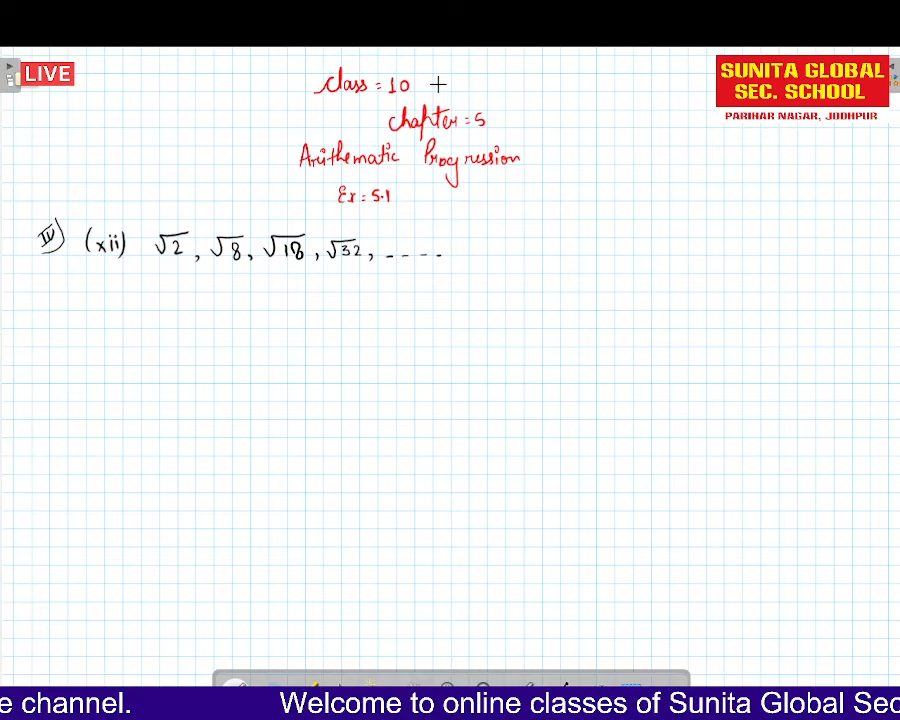 LIVE
SUNITA GLOBAL
SEC. SCHOOL
PARIHAR NAGAR, JODHPUR
Class = 10
chapter = 5
Arithematic Progression
Ex = 5.1
IV) (xii) √2, √8, √18, √32, -----
e channel. Welcome to online classes of Sunita Global Sec